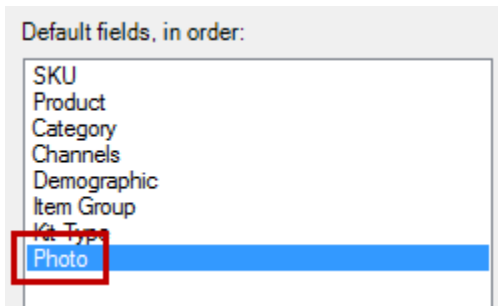 Default fields, in order:
SKU
Product
Category
Channels
Demographic
Item Group
Kit Type
Photo